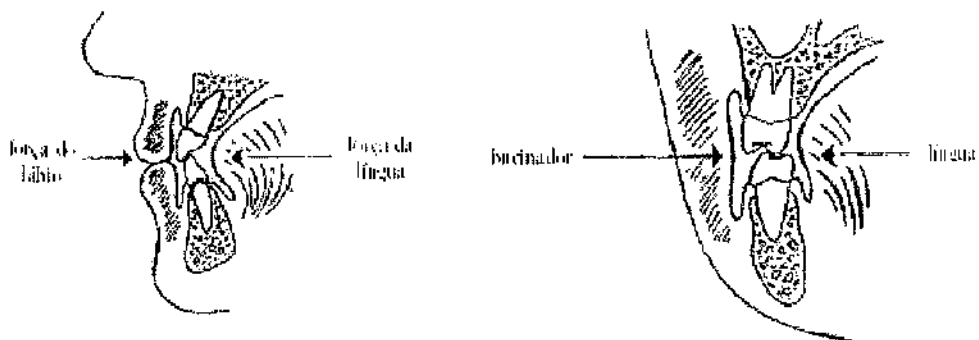 força do
lábio
força da
língua
bucinador
língua